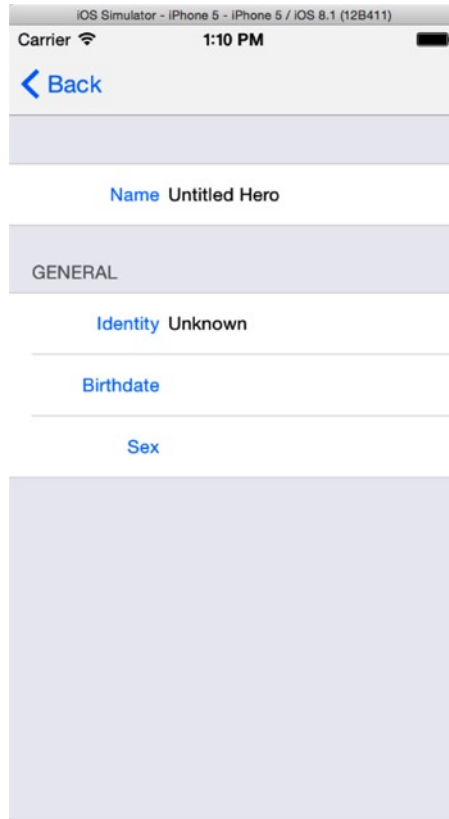 iOS Simulator - iPhone 5 - iPhone 5 / iOS 8.1 (12B411)
Carrier 1:10 PM
Back
Name Untitled Hero
GENERAL
Identity Unknown
Birthdate
Sex